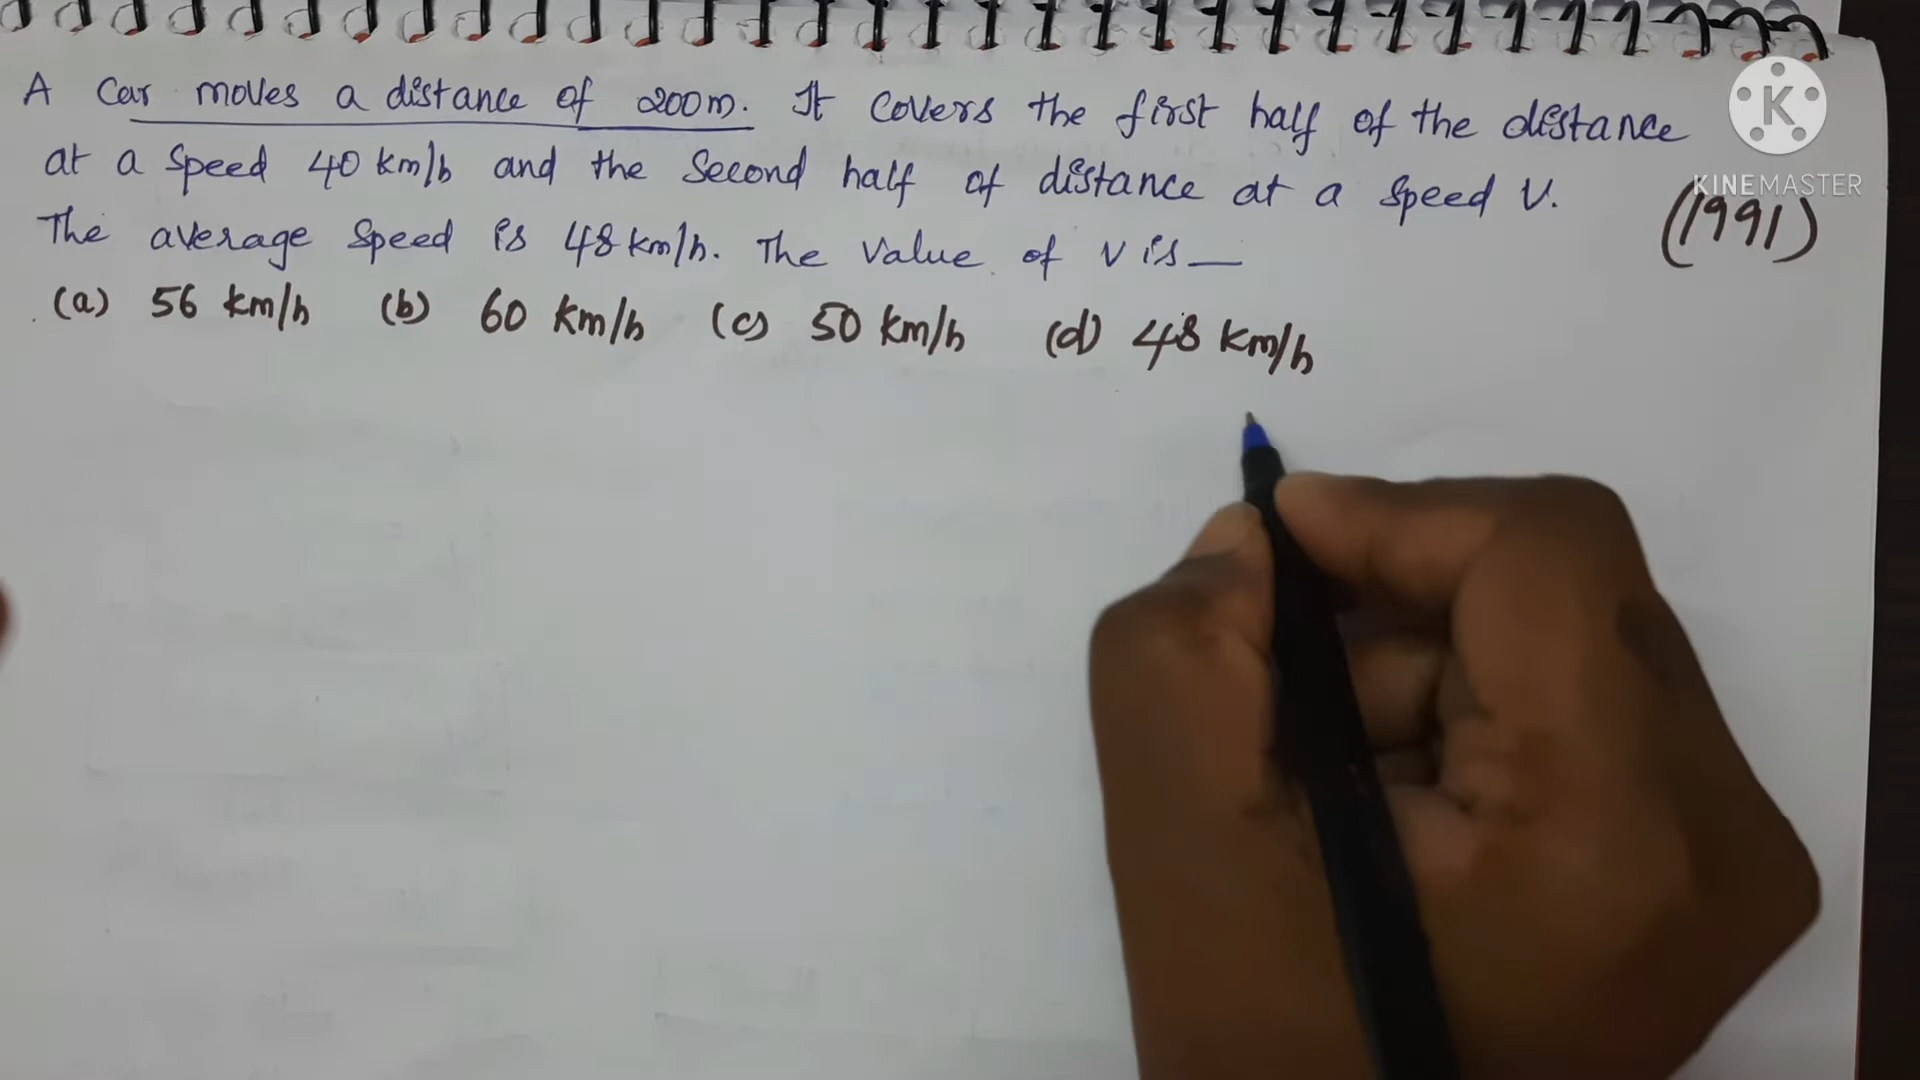 A Car moves a distance of 200m. It Covers the first half of the distance
at a Speed 40 km/h and the Second half of distance at a Speed V.
The average Speed is 48 km/h. The Value of V is —
(1991)
(a) 56 km/h (b) 60 km/h (c) 50 km/h (d) 48 km/h
K
KINEMASTER